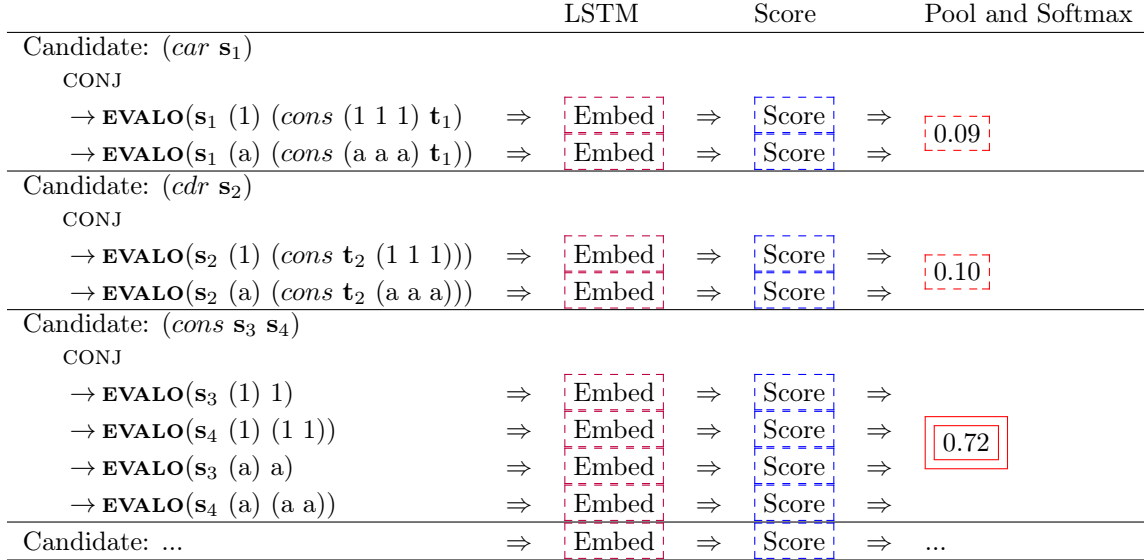 LSTM Score Pool and Softmax
Candidate: (car s₁)
CONJ
→ EVALO(s₁ (1) (cons (1 1 1) t₁) ⇒ Embed ⇒ Score ⇒
0.09
→ EVALO(s₁ (a) (cons (a a a) t₁)) ⇒ Embed ⇒ Score ⇒
Candidate: (cdr s₂)
CONJ
→ EVALO(s₂ (1) (cons t₂ (1 1 1))) ⇒ Embed ⇒ Score ⇒
0.10
→ EVALO(s₂ (a) (cons t₂ (a a a))) ⇒ Embed ⇒ Score ⇒
Candidate: (cons s₃ s₄)
CONJ
→ EVALO(s₃ (1) 1) ⇒ Embed ⇒ Score ⇒
→ EVALO(s₄ (1) (1 1)) ⇒ Embed ⇒ Score ⇒
0.72
→ EVALO(s₃ (a) a) ⇒ Embed ⇒ Score ⇒
→ EVALO(s₄ (a) (a a)) ⇒ Embed ⇒ Score ⇒
Candidate: ... ⇒ Embed ⇒ Score ⇒ ...